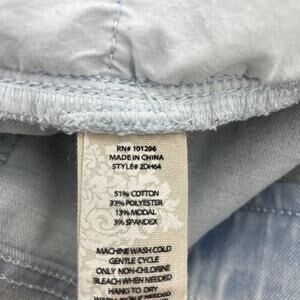 RN# 101206
MADE IN CHINA
STYLE# 2DH64
51% COTTON
33% POLYESTER
13% MODAL
3% SPANDEX
MACHINE WASH COLD
GENTLE CYCLE
ONLY NON-CHLORINE
BLEACH WHEN NEEDED
HANG TO DRY